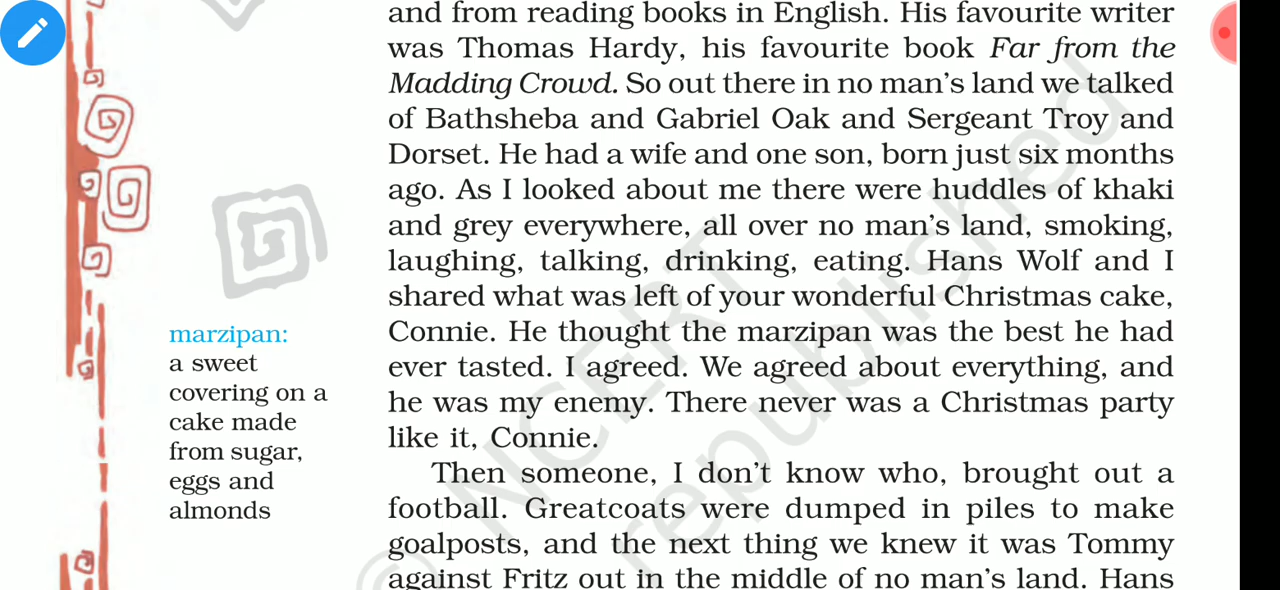 and from reading books in English. His favourite writer
was Thomas Hardy, his favourite book Far from the
Madding Crowd. So out there in no man's land we talked
of Bathsheba and Gabriel Oak and Sergeant Troy and
Dorset. He had a wife and one son, born just six months
ago. As I looked about me there were huddles of khaki
and grey everywhere, all over no man's land, smoking,
laughing, talking, drinking, eating. Hans Wolf and I
shared what was left of your wonderful Christmas cake,
Connie. He thought the marzipan was the best he had
ever tasted. I agreed. We agreed about everything, and
he was my enemy. There never was a Christmas party
like it, Connie.
Then someone, I don't know who, brought out a
football. Greatcoats were dumped in piles to make
goalposts, and the next thing we knew it was Tommy
against Fritz out in the middle of no man's land. Hans
marzipan:
a sweet
covering on a
cake made
from sugar,
eggs and
almonds
© NCERT
republished